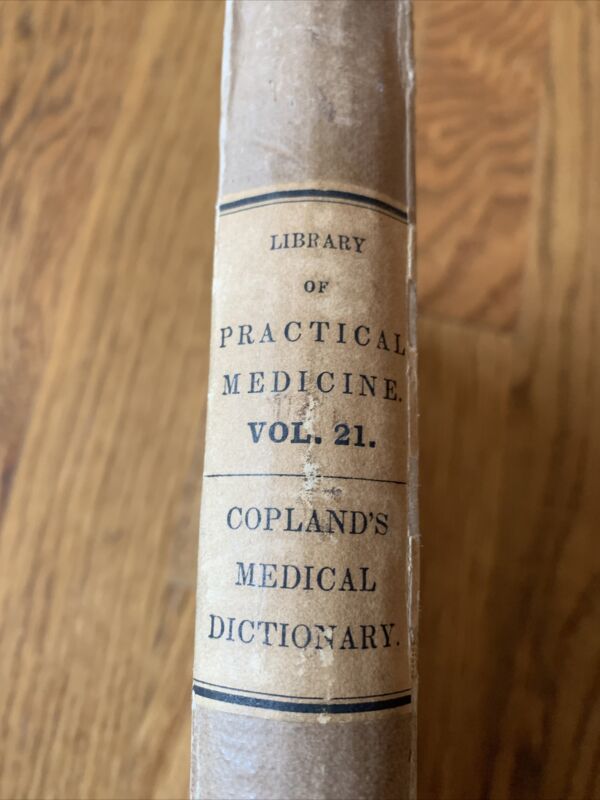 LIBRARY
OF
PRACTICAL
MEDICINE.
VOL. 21.
COPLAND'S
MEDICAL
DICTIONARY.